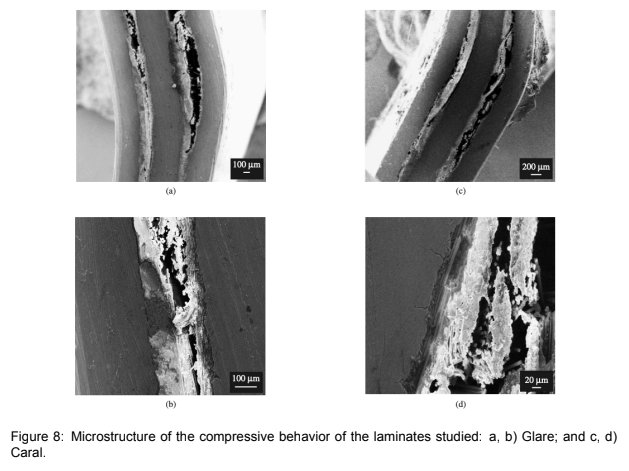 100 µm
200 µm
(a)
(c)
100 µm
20 µm
(b)
(d)
Figure 8: Microstructure of the compressive behavior of the laminates studied: a, b) Glare; and c, d)
Caral.